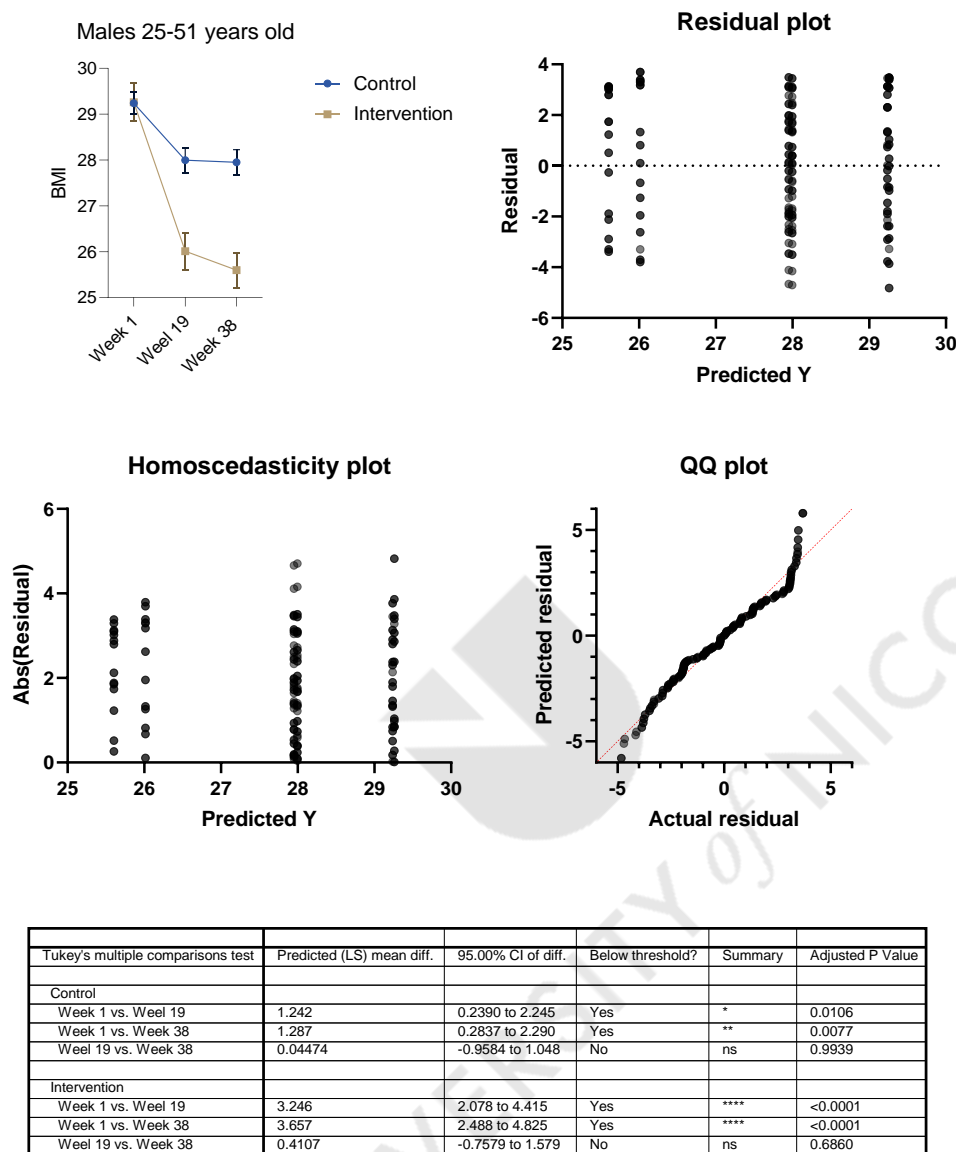 Males 25-51 years old
30
29
28
27
26
25
BMI
Week 1
Weel 19
Week 38
Control
Intervention
Residual plot
4
2
0
-2
-4
-6
Residual
25 26 27 28 29 30
Predicted Y
Homoscedasticity plot
6
4
2
0
Abs(Residual)
25 26 27 28 29 30
Predicted Y
QQ plot
5
0
-5
Predicted residual
-5 0 5
Actual residual
Tukey's multiple comparisons test Predicted (LS) mean diff. 95.00% CI of diff. Below threshold? Summary Adjusted P Value
Control
Week 1 vs. Weel 19 1.242 0.2390 to 2.245 Yes * 0.0106
Week 1 vs. Week 38 1.287 0.2837 to 2.290 Yes ** 0.0077
Weel 19 vs. Week 38 0.04474 -0.9584 to 1.048 No ns 0.9939
Intervention
Week 1 vs. Weel 19 3.246 2.078 to 4.415 Yes **** <0.0001
Week 1 vs. Week 38 3.657 2.488 to 4.825 Yes **** <0.0001
Weel 19 vs. Week 38 0.4107 -0.7579 to 1.579 No ns 0.6860